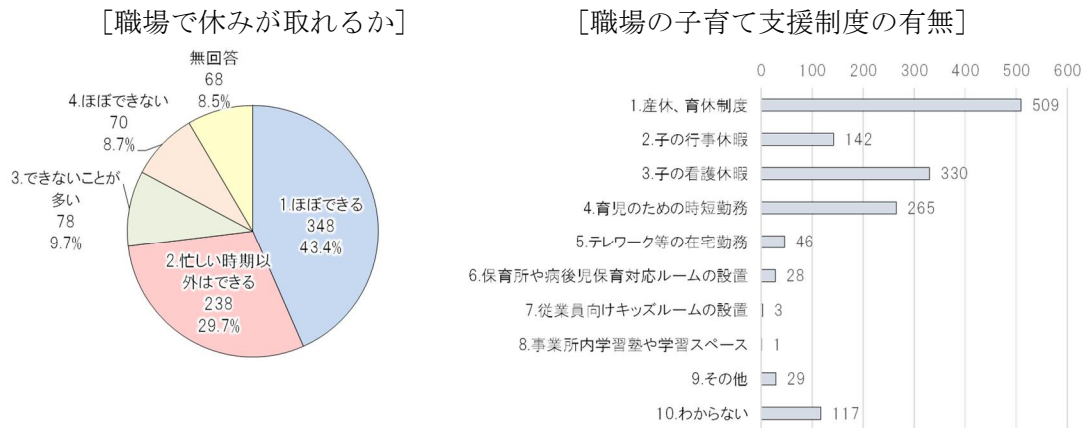 [職場で休みが取れるか]
無回答
68
8.5%
4.ほぼできない
70
8.7%
3.できないことが
多い
78
9.7%
1.ほぼできる
348
43.4%
2.忙しい時期以
外はできる
238
29.7%
[職場の子育て支援制度の有無]
0 100 200 300 400 500 600
1.産休、育休制度 509
2.子の行事休暇 142
3.子の看護休暇 330
4.育児のための時短勤務 265
5.テレワーク等の在宅勤務 46
6.保育所や病後児保育対応ルームの設置 28
7.従業員向けキッズルームの設置 3
8.事業所内学習塾や学習スペース 1
9.その他 29
10.わからない 117